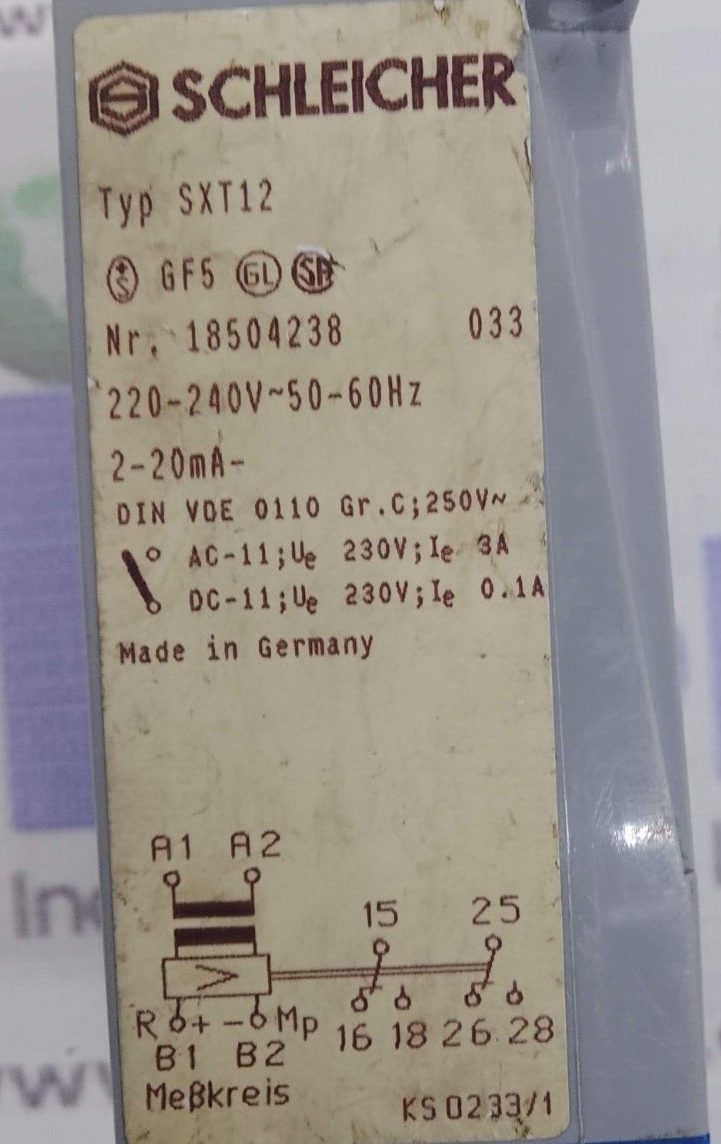 SCHLEICHER
Typ SXT12
+S GF5 GL SA
Nr. 18504238 033
220-240V~50-60Hz
2-20mA-
DIN VDE 0110 Gr.C;250V~
AC-11;Ue 230V;Ie 3A
DC-11;Ue 230V;Ie 0.1A
Made in Germany
A1 A2
15 25
>
R + - Mp 16 18 26 28
B1 B2
Meßkreis
KS 0233/1